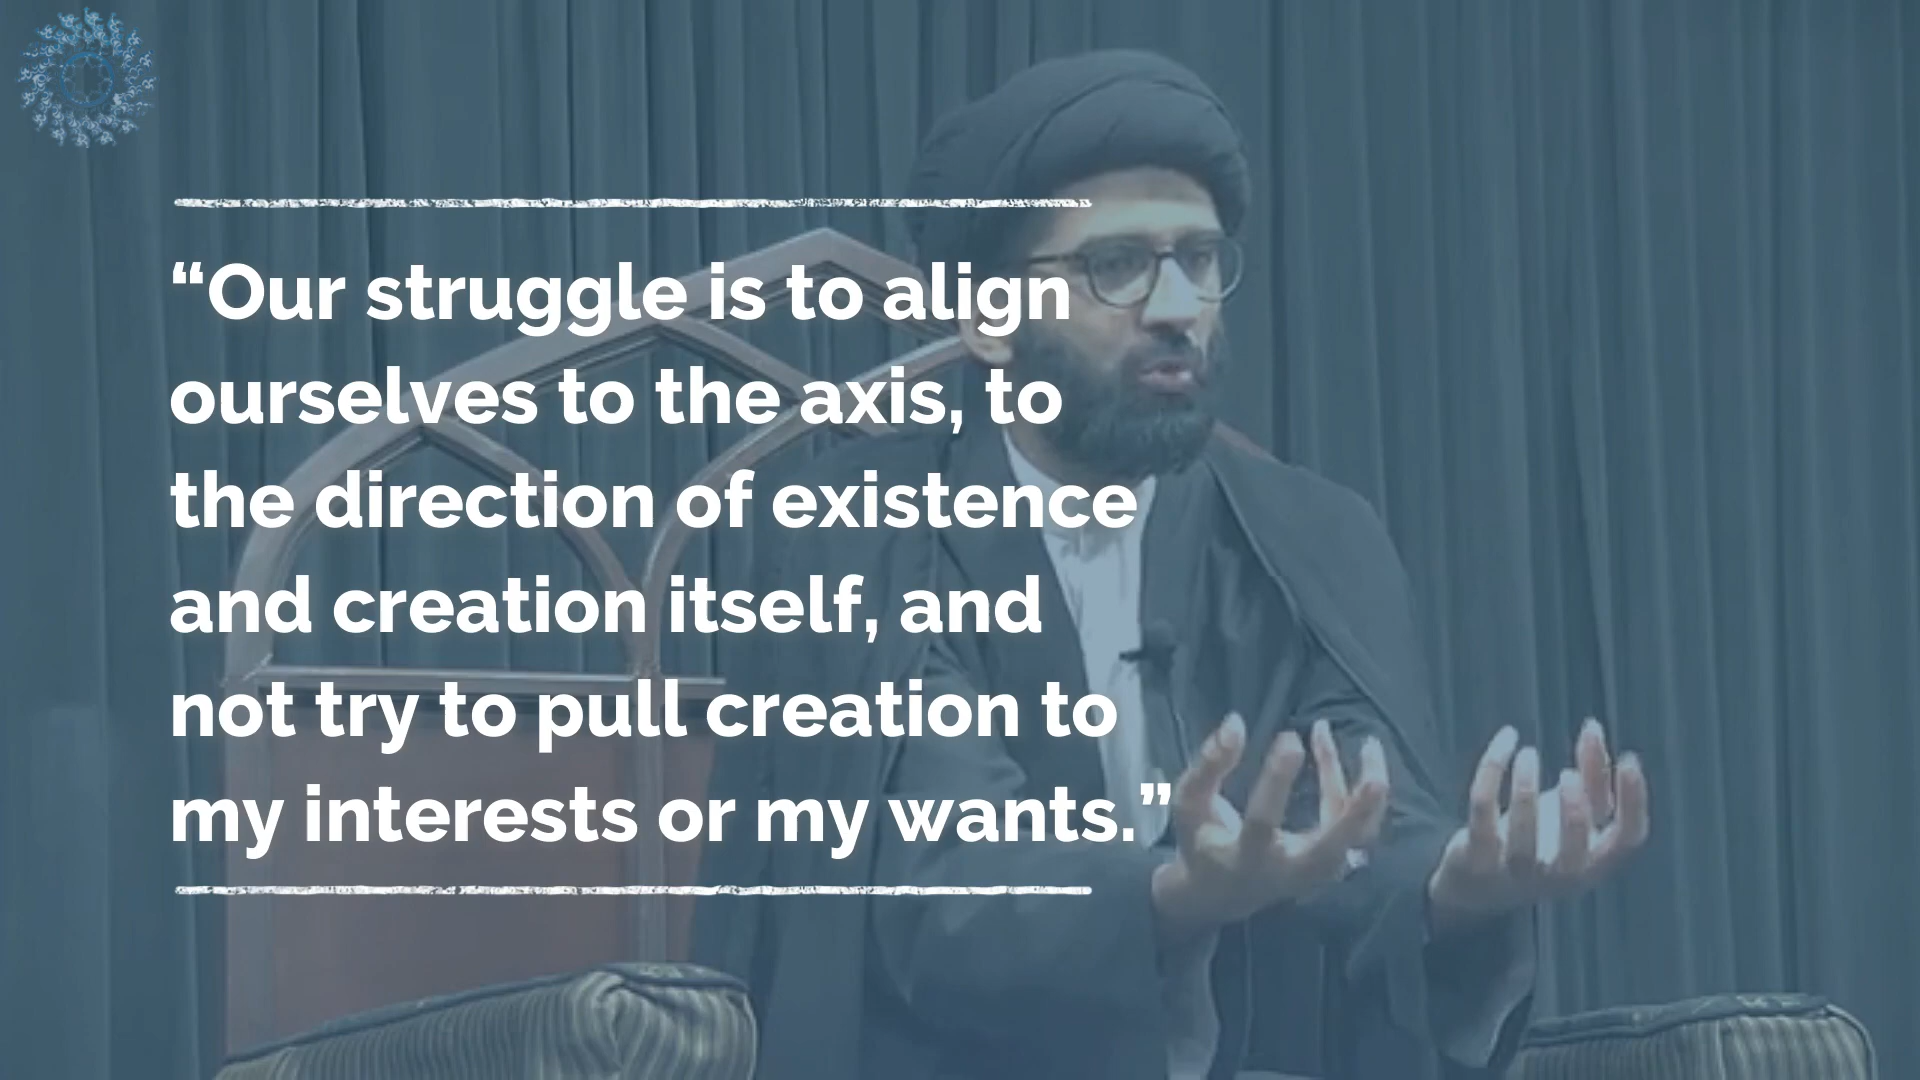 “Our struggle is to align
ourselves to the axis, to
the direction of existence
and creation itself, and
not try to pull creation to
my interests or my wants.”